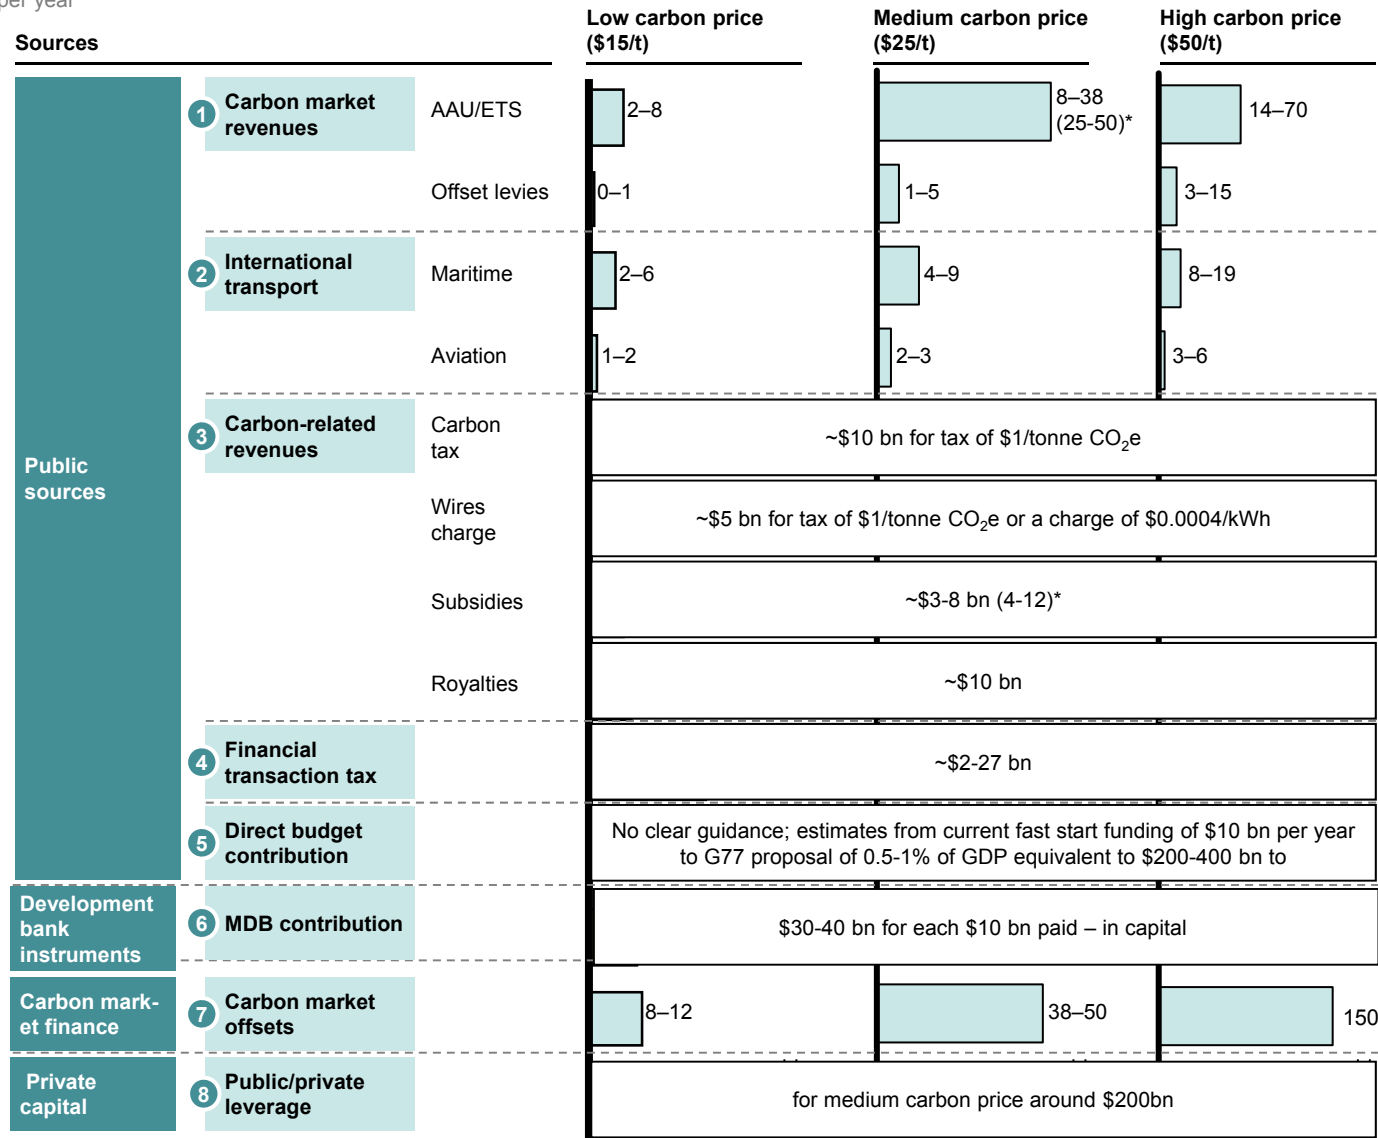 per year
Sources
Low carbon price
($15/t)
Medium carbon price
($25/t)
High carbon price
($50/t)
Public
sources
1
Carbon market
revenues
AAU/ETS
2–8
8–38
(25-50)*
14–70
Offset levies
0–1
1–5
3–15
2
International
transport
Maritime
2–6
4–9
8–19
Aviation
1–2
2–3
3–6
3
Carbon-related
revenues
Carbon
tax
~$10 bn for tax of $1/tonne CO₂e
Wires
charge
~$5 bn for tax of $1/tonne CO₂e or a charge of $0.0004/kWh
Subsidies
~$3-8 bn (4-12)*
Royalties
~$10 bn
4
Financial
transaction tax
~$2-27 bn
5
Direct budget
contribution
No clear guidance; estimates from current fast start funding of $10 bn per year
to G77 proposal of 0.5-1% of GDP equivalent to $200-400 bn to
Development
bank
instruments
6
MDB contribution
$30-40 bn for each $10 bn paid – in capital
Carbon mark-
et finance
7
Carbon market
offsets
8–12
38–50
150
Private
capital
8
Public/private
leverage
for medium carbon price around $200bn